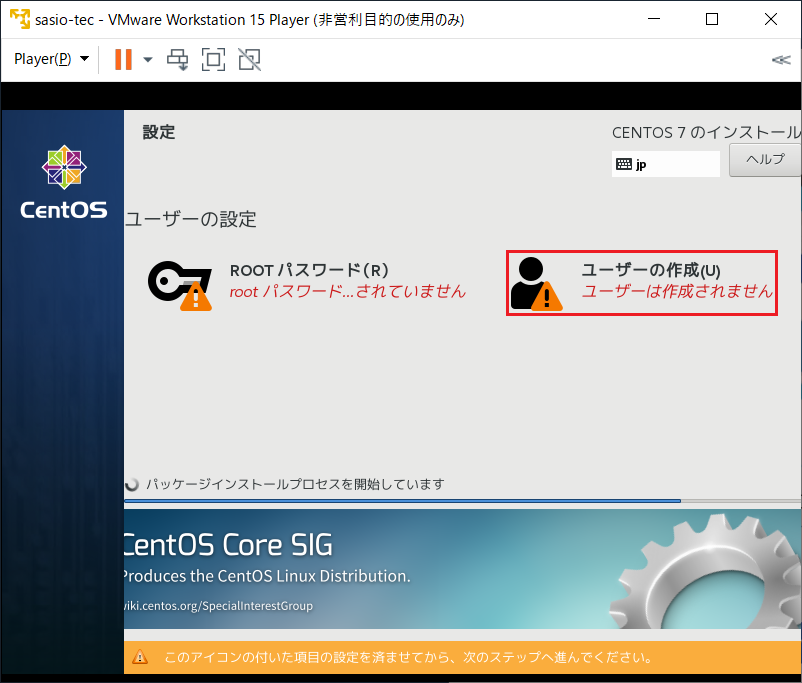 sasio-tec - VMware Workstation 15 Player (非営利目的の使用のみ)
Player(P)
設定
CENTOS 7 のインストール
jp
ヘルプ
CentOS
ユーザーの設定
ROOT パスワード(R)
root パスワード...されていません
ユーザーの作成(U)
ユーザーは作成されません
パッケージインストールプロセスを開始しています
CentOS Core SIG
Produces the CentOS Linux Distribution.
wiki.centos.org/SpecialInterestGroup
このアイコンの付いた項目の設定を済ませてから、次のステップへ進んでください。